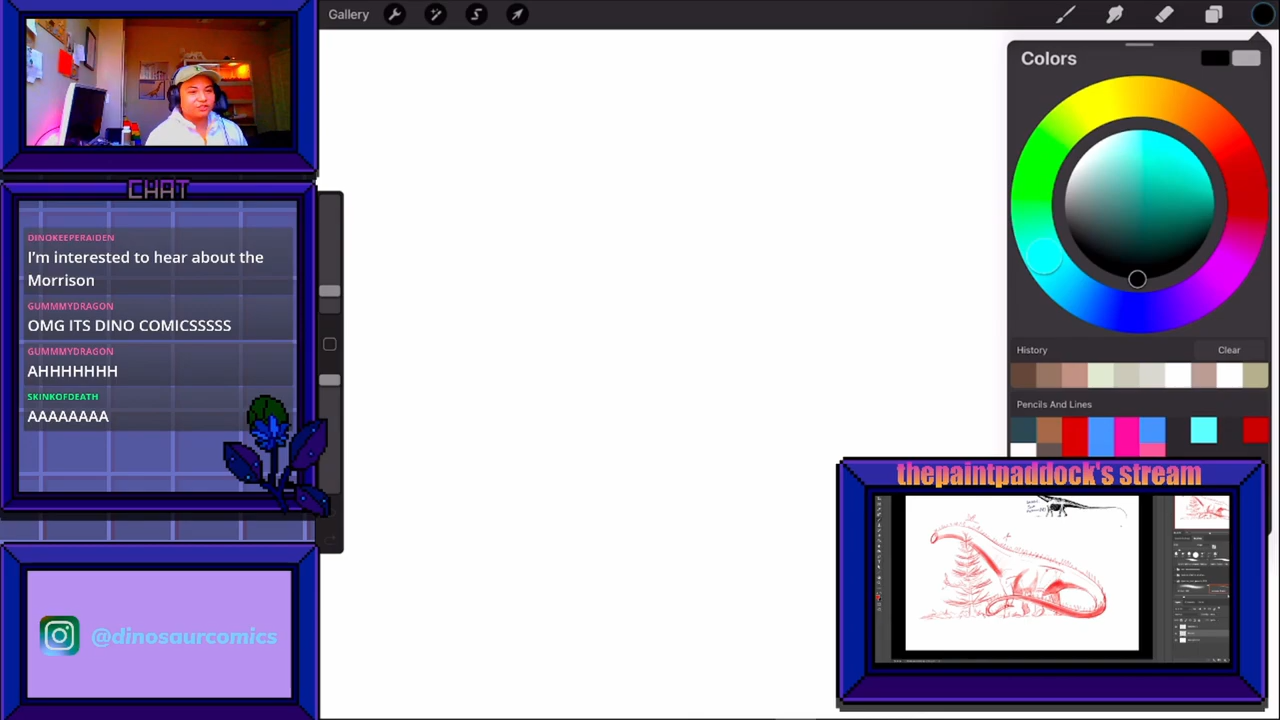 Gallery
Colors
CHAT
DINOKEEPERAIDEN
I'm interested to hear about the
Morrison
GUMMMYDRAGON
OMG ITS DINO COMICSSSSS
GUMMMYDRAGON
AHHHHHHH
SKINKOFDEATH
AAAAAAAA
History
Clear
Pencils And Lines
thepaintpaddock's stream
@dinosaurcomics